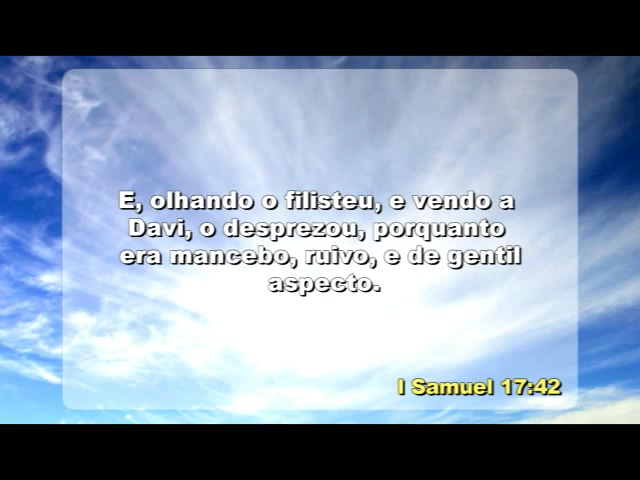 E, olhando o filisteu, e vendo a
Davi, o desprezou, porquanto
era mancebo, ruivo, e de gentil
aspecto.
I Samuel 17:42